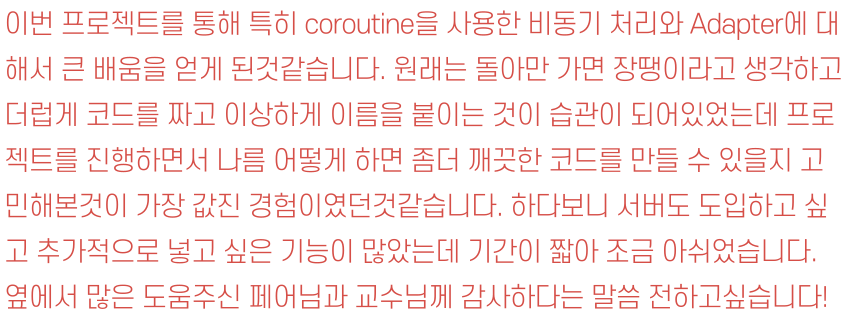 이번 프로젝트를 통해 특히 coroutine을 사용한 비동기 처리와 Adapter에 대
해서 큰 배움을 얻게 된것같습니다. 원래는 돌아만 가면 장땡이라고 생각하고
더럽게 코드를 짜고 이상하게 이름을 붙이는 것이 습관이 되어있었는데 프로
젝트를 진행하면서 나름 어떻게 하면 좀더 깨끗한 코드를 만들 수 있을지 고
민해본것이 가장 값진 경험이였던것같습니다. 하다보니 서버도 도입하고 싶
고 추가적으로 넣고 싶은 기능이 많았는데 기간이 짧아 조금 아쉬었습니다.
옆에서 많은 도움주신 페어님과 교수님께 감사하다는 말씀 전하고싶습니다!